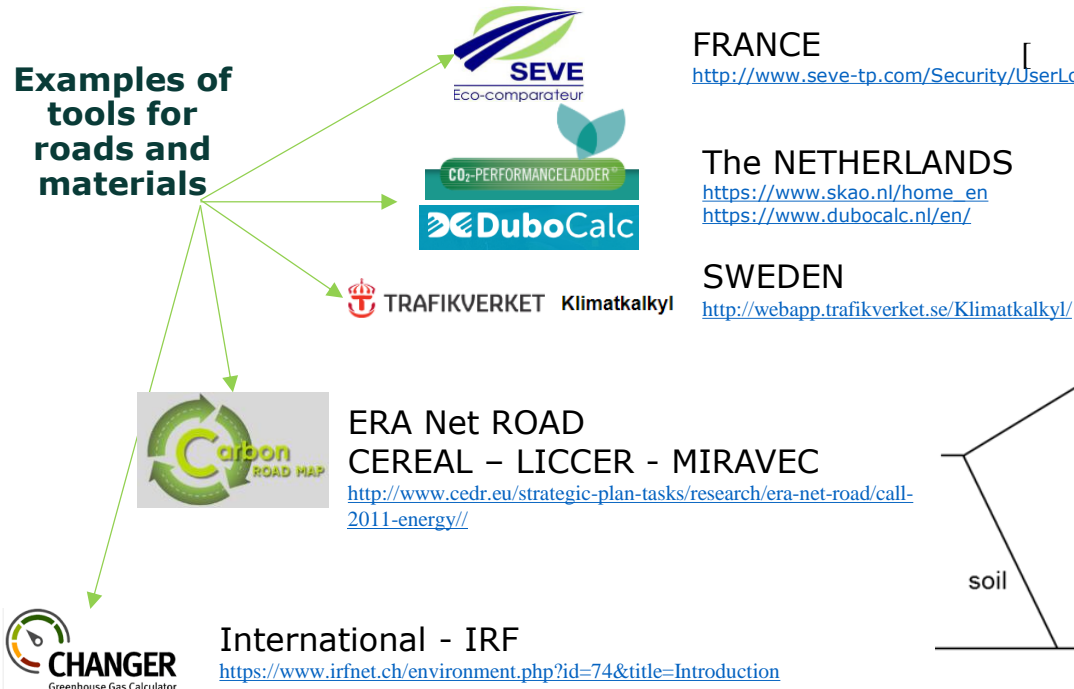 Examples of
tools for
roads and
materials
SEVE
Eco-comparateur
FRANCE
[
http://www.seve-tp.com/Security/UserLo
CO₂-PERFORMANCELADDER©
DuboCalc
The NETHERLANDS
https://www.skao.nl/home_en
https://www.dubocalc.nl/en/
TRAFIKVERKET Klimatkalkyl
SWEDEN
http://webapp.trafikverket.se/Klimatkalkyl/
Carbon
ROAD MAP
ERA Net ROAD
CEREAL – LICCER - MIRAVEC
http://www.cedr.eu/strategic-plan-tasks/research/era-net-road/call-
2011-energy//
soil
CHANGER
Greenhouse Gas Calculator
International - IRF
https://www.irfnet.ch/environment.php?id=74&title=Introduction